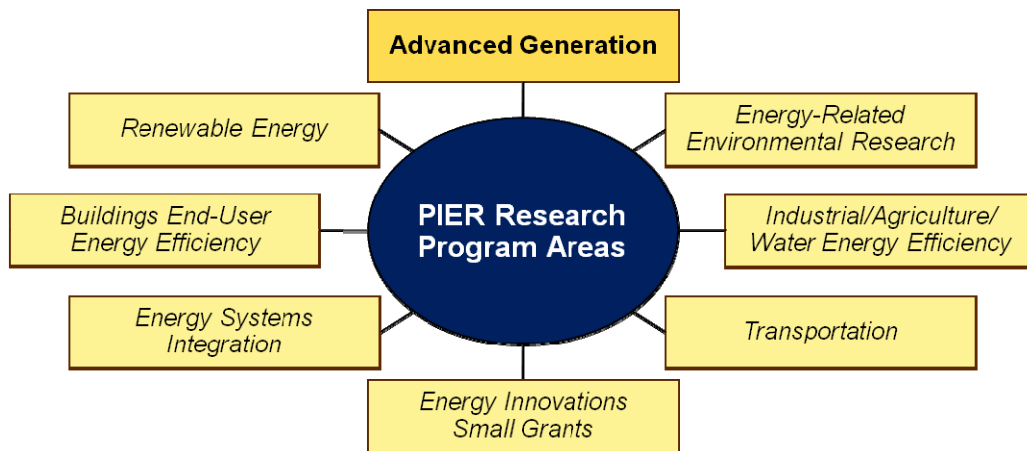 Advanced Generation
Renewable Energy
Energy-Related
Environmental Research
Buildings End-User
Energy Efficiency
PIER Research
Program Areas
Industrial/Agriculture/
Water Energy Efficiency
Energy Systems
Integration
Transportation
Energy Innovations
Small Grants